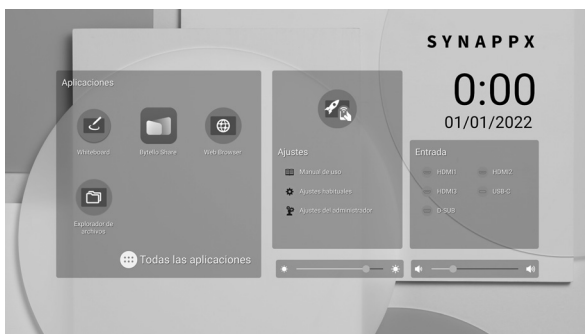 SYNAPPX
0:00
01/01/2022
Aplicaciones
Whiteboard
Bytello Share
Web Browser
Explorador de
archivos
Todas las aplicaciones
Ajustes
Manual de uso
Ajustes habituales
Ajustes del administrador
Entrada
HDMI1
HDMI2
HDMI3
USB-C
D-SUB